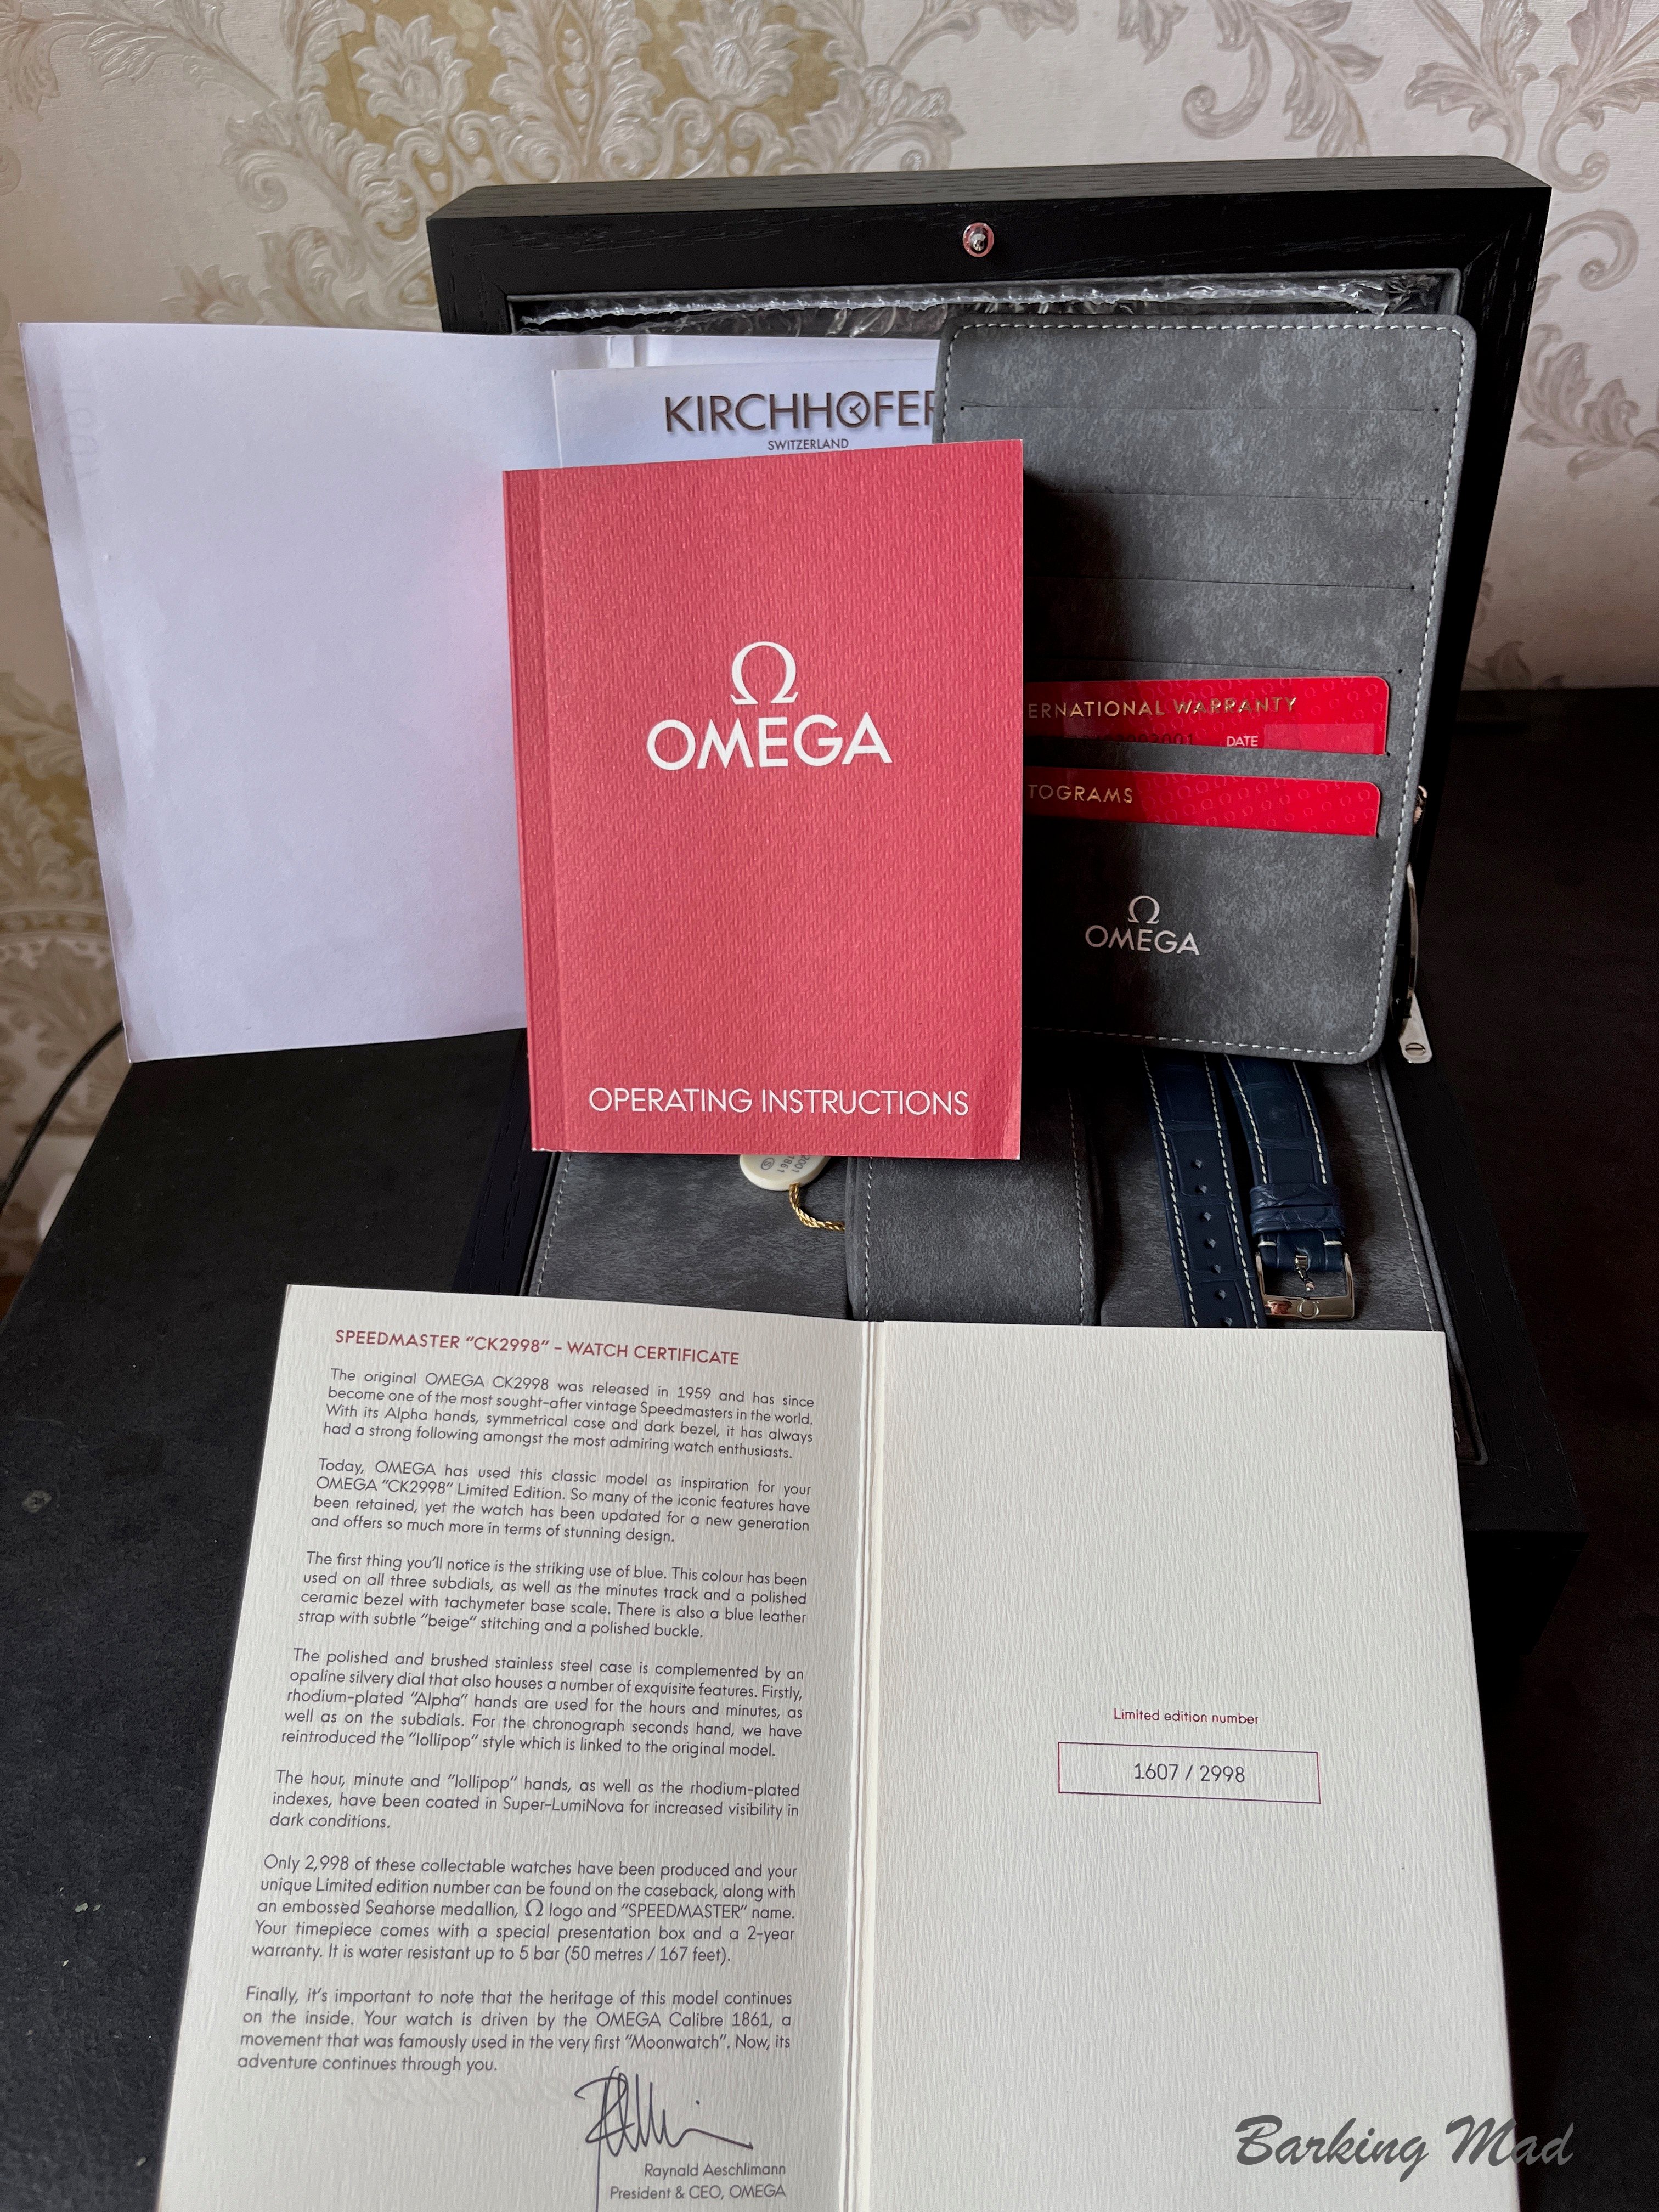 KIRCHHOFER
SWITZERLAND
Ω
OMEGA
OPERATING INSTRUCTIONS
WARRANTY
DATE
Ω
OMEGA
2001
1861
SPEEDMASTER "CK2998" – WATCH CERTIFICATE
The original OMEGA CK2998 was released in 1959 and has since
become one of the most sought-after vintage Speedmasters in the world.
With its Alpha hands, symmetrical case and dark bezel, it has always
had a strong following amongst the most admiring watch enthusiasts.
Today, OMEGA has used this classic model as inspiration for your
OMEGA "CK2998" Limited Edition. So many of the iconic features have
been retained, yet the watch has been updated for a new generation
and offers so much more in terms of stunning design.
The first thing you'll notice is the striking use of blue. This colour has been
used on all three subdials, as well as the minutes track and a polished
ceramic bezel with tachymeter base scale. There is also a blue leather
strap with subtle "beige" stitching and a polished buckle.
The polished and brushed stainless steel case is complemented by an
opaline silvery dial that also houses a number of exquisite features. Firstly,
rhodium-plated "Alpha" hands are used for the hours and minutes, as
well as on the subdials. For the chronograph seconds hand, we have
reintroduced the "lollipop" style which is linked to the original model.
The hour, minute and "lollipop" hands, as well as the rhodium-plated
indexes, have been coated in Super-LumiNova for increased visibility in
dark conditions.
Only 2,998 of these collectable watches have been produced and your
unique Limited edition number can be found on the caseback, along with
an embossed Seahorse medallion, Ω logo and "SPEEDMASTER" name.
Your timepiece comes with a special presentation box and a 2-year
warranty. It is water resistant up to 5 bar (50 metres / 167 feet).
Finally, it's important to note that the heritage of this model continues
on the inside. Your watch is driven by the OMEGA Calibre 1861, a
movement that was famously used in the very first "Moonwatch". Now, its
adventure continues through you.
Raynald Aeschlimann
President & CEO, OMEGA
Limited edition number
1607 / 2998
Barking Mad